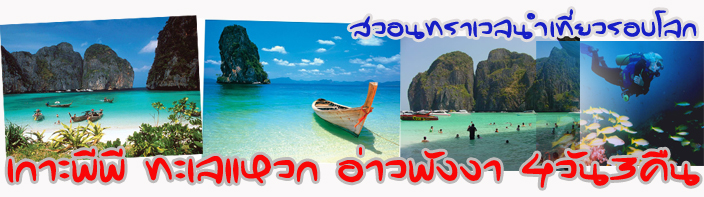 สวอนทราเวลนำเที่ยวรอบโลก
เกาะพีพี ทะเลแหวก อ่าวพังงา 4วัน3คืน